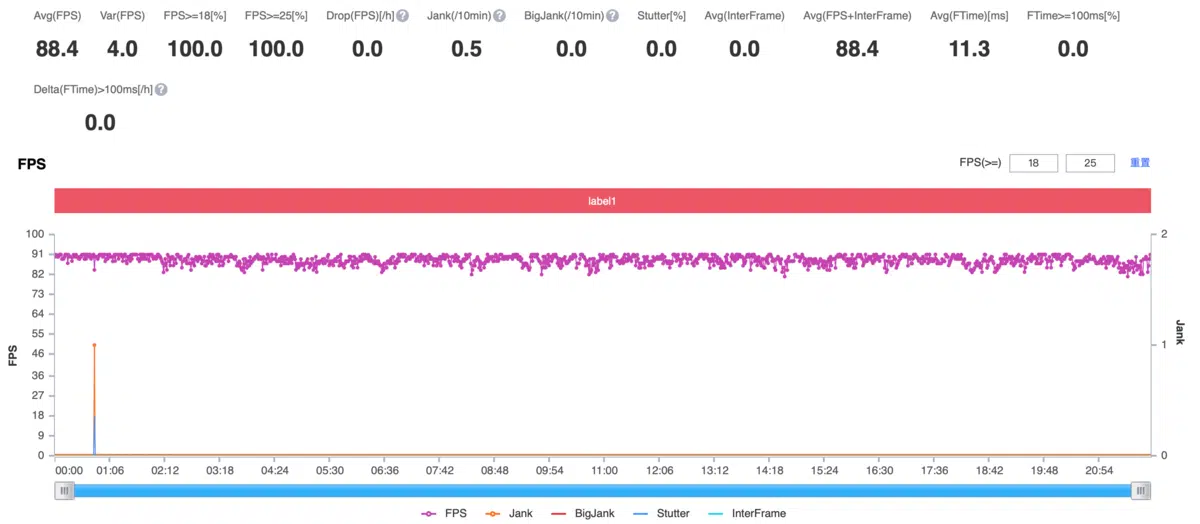 Avg(FPS) Var(FPS) FPS>=18[%] FPS>=25[%] Drop(FPS)[/h] ? Jank(/10min) ? BigJank(/10min) ? Stutter[%] Avg(InterFrame) Avg(FPS+InterFrame) Avg(FTime)[ms] FTime>=100ms[%]
88.4 4.0 100.0 100.0 0.0 0.5 0.0 0.0 0.0 88.4 11.3 0.0
Delta(FTime)>100ms[/h] ?
0.0
FPS
FPS(>=) 18 25 重置
label1
100
91
82
73
64
55
46
36
27
18
9
0
FPS
2
1
0
Jank
00:00 01:06 02:12 03:18 04:24 05:30 06:36 07:42 08:48 09:54 11:00 12:06 13:12 14:18 15:24 16:30 17:36 18:42 19:48 20:54
FPS Jank BigJank Stutter InterFrame